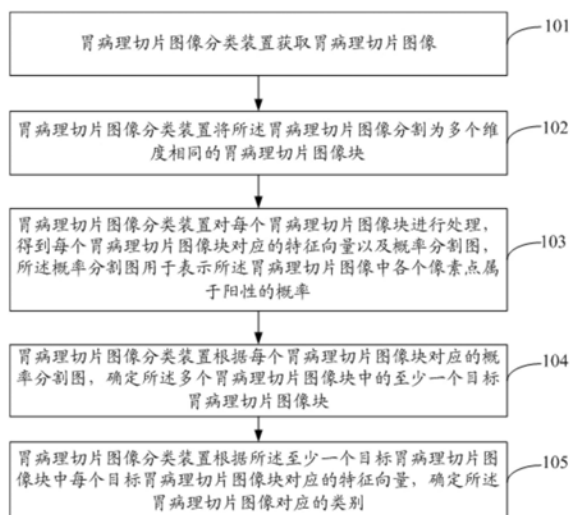 胃病理切片图像分类装置获取胃病理切片图像
101
胃病理切片图像分类装置将所述胃病理切片图像分割为多个维
度相同的胃病理切片图像块
102
胃病理切片图像分类装置对每个胃病理切片图像块进行处理,
得到每个胃病理切片图像块对应的特征向量以及概率分割图,
所述概率分割图用于表示所述胃病理切片图像中各个像素点属
于阳性的概率
103
胃病理切片图像分类装置根据每个胃病理切片图像块对应的概
率分割图，确定所述多个胃病理切片图像块中的至少一个目标
胃病理切片图像块
104
胃病理切片图像分类装置根据所述至少一个目标胃病理切片图
像块中每个目标胃病理切片图像块对应的特征向量，确定所述
胃病理切片图像对应的类别
105